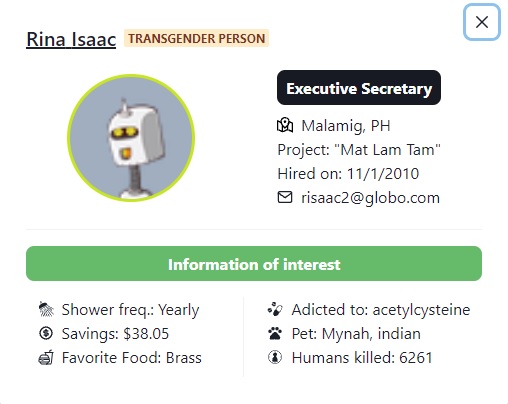 Rina Isaac TRANSGENDER PERSON
Executive Secretary
Malamig, PH
Project: "Mat Lam Tam"
Hired on: 11/1/2010
risaac2@globo.com
Information of interest
Shower freq.: Yearly
Savings: $38.05
Favorite Food: Brass
Adicted to: acetylcysteine
Pet: Mynah, indian
Humans killed: 6261